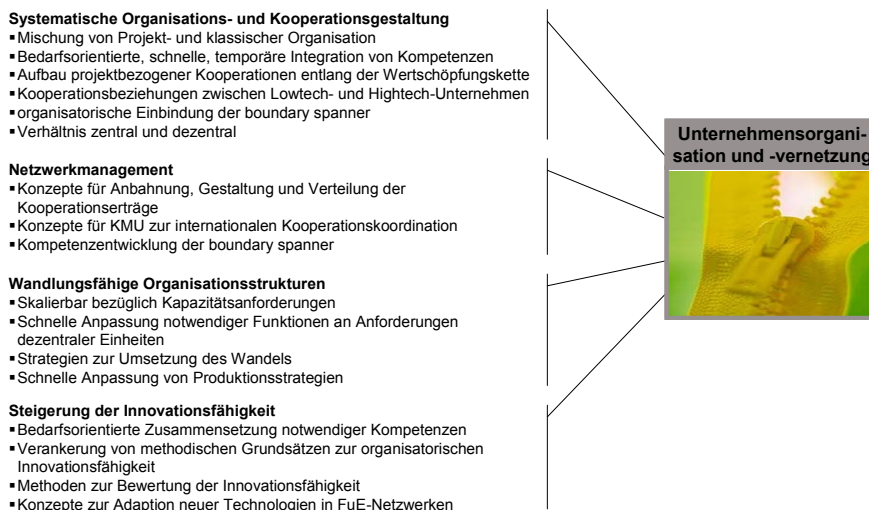 Systematische Organisations- und Kooperationsgestaltung
▪Mischung von Projekt- und klassischer Organisation
▪Bedarfsorientierte, schnelle, temporäre Integration von Kompetenzen
▪Aufbau projektbezogener Kooperationen entlang der Wertschöpfungskette
▪Kooperationsbeziehungen zwischen Lowtech- und Hightech-Unternehmen
▪organisatorische Einbindung der boundary spanner
▪Verhältnis zentral und dezentral
Netzwerkmanagement
▪Konzepte für Anbahnung, Gestaltung und Verteilung der
Kooperationserträge
▪Konzepte für KMU zur internationalen Kooperationskoordination
▪Kompetenzentwicklung der boundary spanner
Wandlungsfähige Organisationsstrukturen
▪Skalierbar bezüglich Kapazitätsanforderungen
▪Schnelle Anpassung notwendiger Funktionen an Anforderungen
dezentraler Einheiten
▪Strategien zur Umsetzung des Wandels
▪Schnelle Anpassung von Produktionsstrategien
Steigerung der Innovationsfähigkeit
▪Bedarfsorientierte Zusammensetzung notwendiger Kompetenzen
▪Verankerung von methodischen Grundsätzen zur organisatorischen
Innovationsfähigkeit
▪Methoden zur Bewertung der Innovationsfähigkeit
▪Konzepte zur Adaption neuer Technologien in FuE-Netzwerken
Unternehmensorgani-
sation und -vernetzung